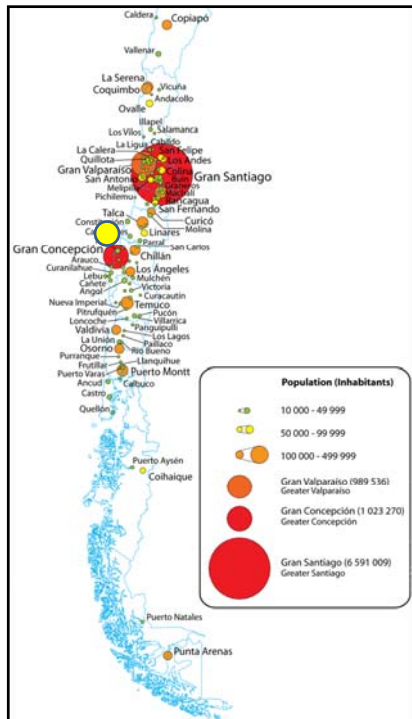 Caldera
Copiapó
Vallenar
La Serena
Vicuña
Coquimbo
Andacollo
Ovalle
Illapel
Salamanca
Los Vilos
La Ligua
Cabildo
La Calera
San Felipe
Quillota
Los Andes
Gran Valparaíso
Colina
Gran Santiago
San Antonio
Buin
Melipilla
Graneros
Machalí
Pichilemu
Rancagua
San Fernando
Talca
Curicó
Constitución
Molina
Linares
Parral
Gran Concepción
San Carlos
Chillán
Arauco
Curanilahue
Los Ángeles
Lebu
Mulchén
Cañete
Victoria
Angol
Curacautín
Nueva Imperial
Temuco
Pitrufquén
Pucón
Loncoche
Villarrica
Panguipulli
Valdivia
Los Lagos
La Unión
Paillaco
Osorno
Río Bueno
Purranque
Llanquihue
Frutillar
Puerto Varas
Puerto Montt
Ancud
Calbuco
Castro
Quellón
Puerto Aysén
Coihaique
Puerto Natales
Punta Arenas
Population (Inhabitants)
10 000 - 49 999
50 000 - 99 999
100 000 - 499 999
Gran Valparaíso (989 536)
Greater Valparaíso
Gran Concepción (1 023 270)
Greater Concepción
Gran Santiago (6 591 009)
Greater Santiago